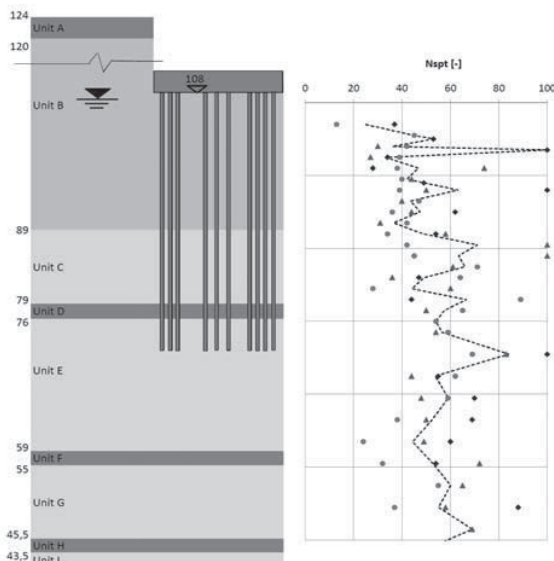 124
Unit A
120
108
Unit B
89
Unit C
79
Unit D
76
Unit E
59
Unit F
55
Unit G
45,5
Unit H
43,5
Nspt [-]
0 20 40 60 80 100